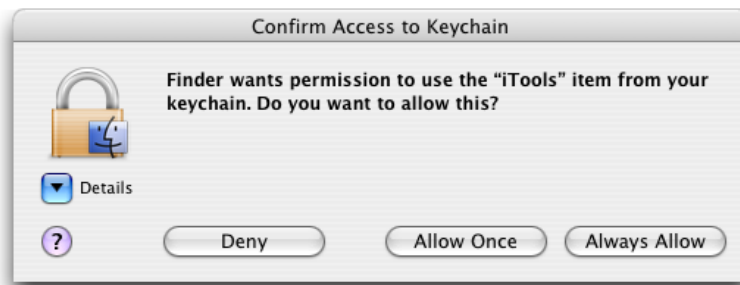 Confirm Access to Keychain
Finder wants permission to use the “iTools” item from your
keychain. Do you want to allow this?
Details
?
Deny
Allow Once
Always Allow